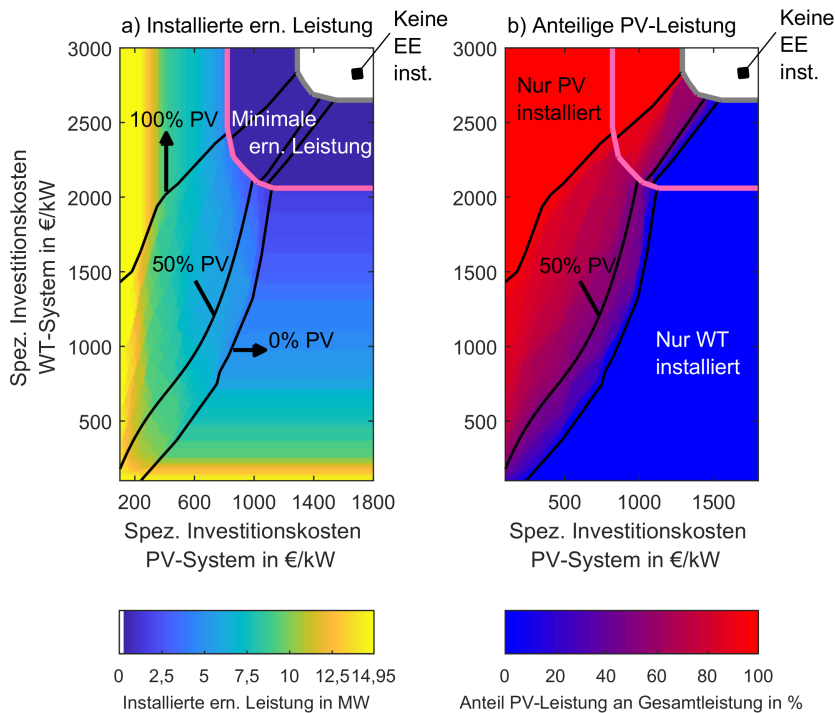 a) Installierte ern. Leistung
Keine
EE
inst.
3000
2500
2000
1500
1000
500
Spez. Investitionskosten
WT-System in €/kW
100% PV
Minimale
ern. Leistung
50% PV
0% PV
200 600 1000 1400 1800
Spez. Investitionskosten
PV-System in €/kW
0 2,5 5 7,5 10 12,5 14,95
Installierte ern. Leistung in MW
b) Anteilige PV-Leistung
Keine
EE
inst.
3000
2500
2000
1500
1000
500
Nur PV
installiert
50% PV
Nur WT
installiert
500 1000 1500
Spez. Investitionskosten
PV-System in €/kW
0 20 40 60 80 100
Anteil PV-Leistung an Gesamtleistung in %